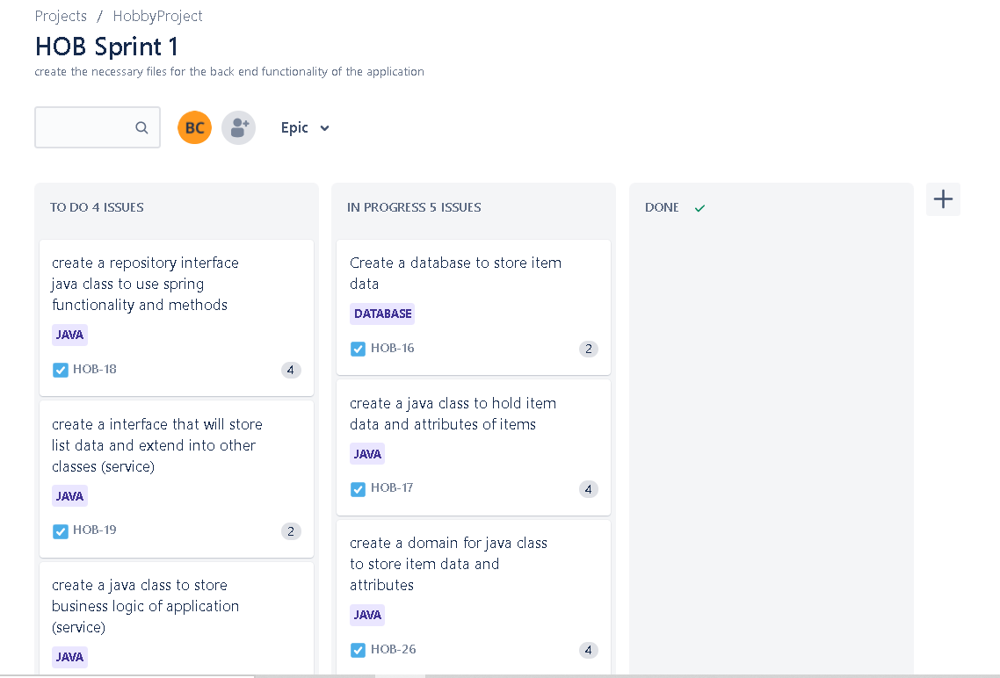 Projects / HobbyProject
HOB Sprint 1
create the necessary files for the back end functionality of the application
BC
Epic
TO DO 4 ISSUES
create a repository interface
java class to use spring
functionality and methods
JAVA
HOB-18
4
create a interface that will store
list data and extend into other
classes (service)
JAVA
HOB-19
2
create a java class to store
business logic of application
(service)
JAVA
IN PROGRESS 5 ISSUES
Create a database to store item
data
DATABASE
HOB-16
2
create a java class to hold item
data and attributes of items
JAVA
HOB-17
4
create a domain for java class
to store item data and
attributes
JAVA
HOB-26
4
DONE